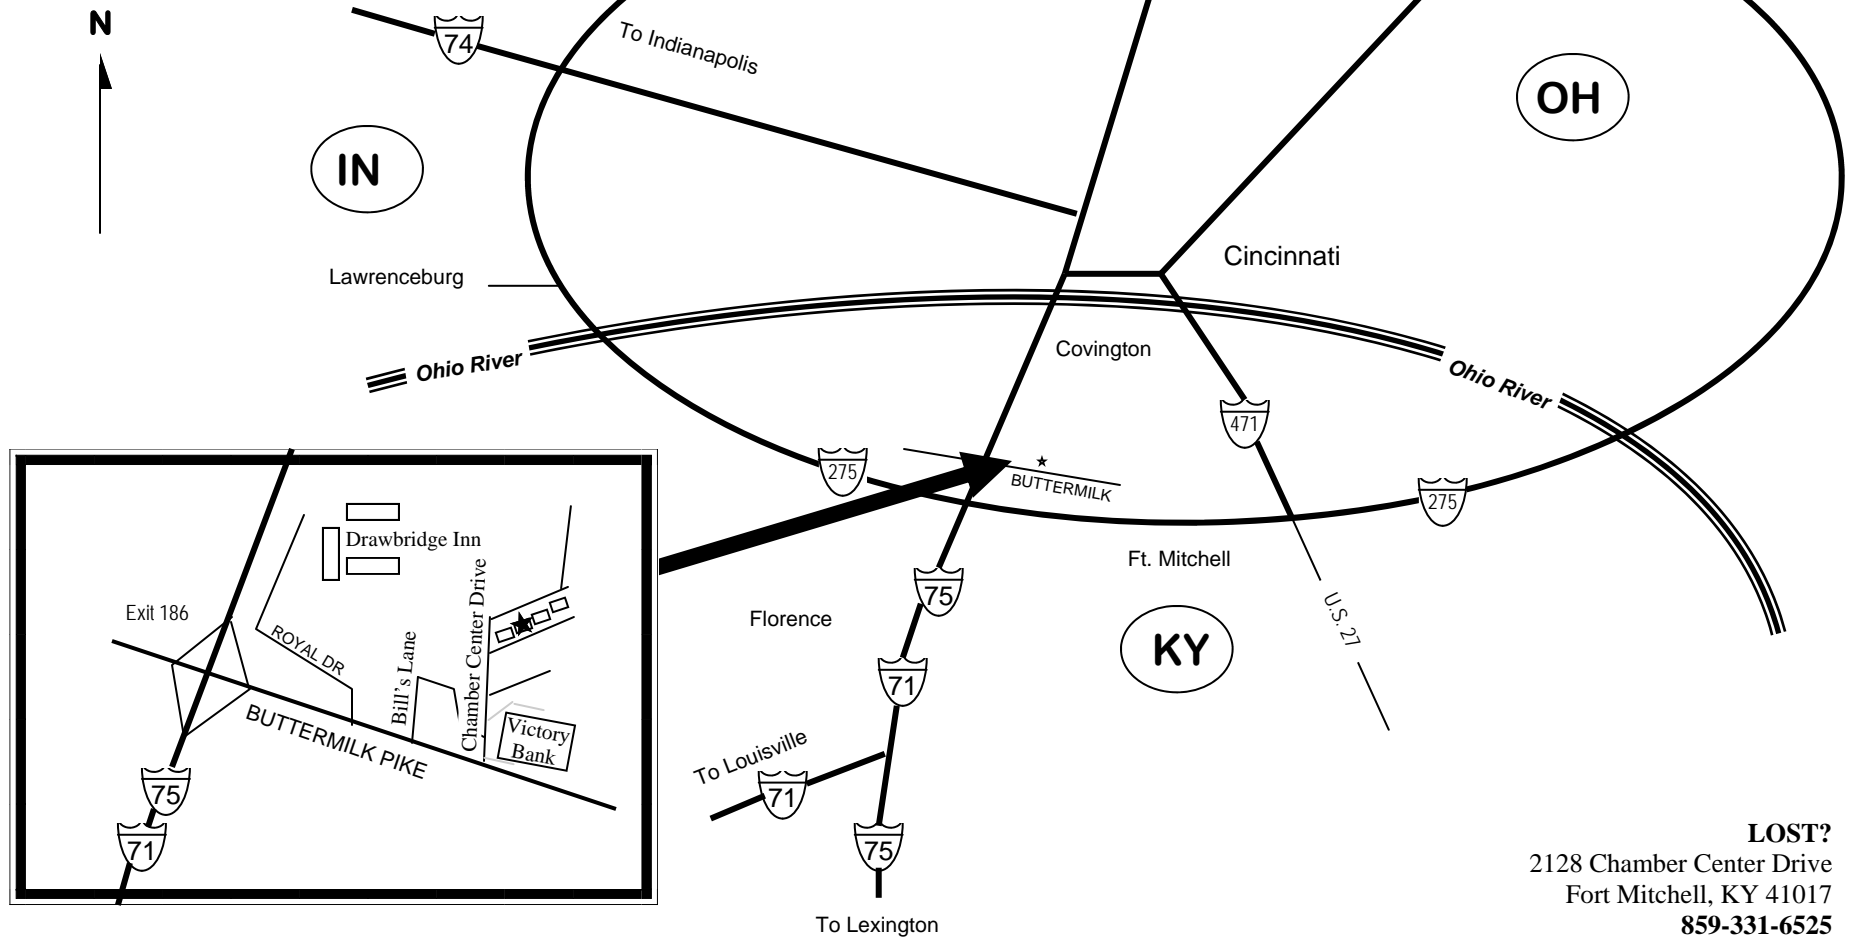 N
74
To Indianapolis
OH
IN
Cincinnati
Lawrenceburg
Covington
Ohio River
Ohio River
471
275
BUTTERMILK
275
Ft. Mitchell
75
Florence
U.S. 27
KY
71
To Louisville
71
75
To Lexington
Drawbridge Inn
Exit 186
ROYAL DR
Bill's Lane
Chamber Center Drive
BUTTERMILK PIKE
Victory
Bank
75
71
LOST?
2128 Chamber Center Drive
Fort Mitchell, KY 41017
859-331-6525